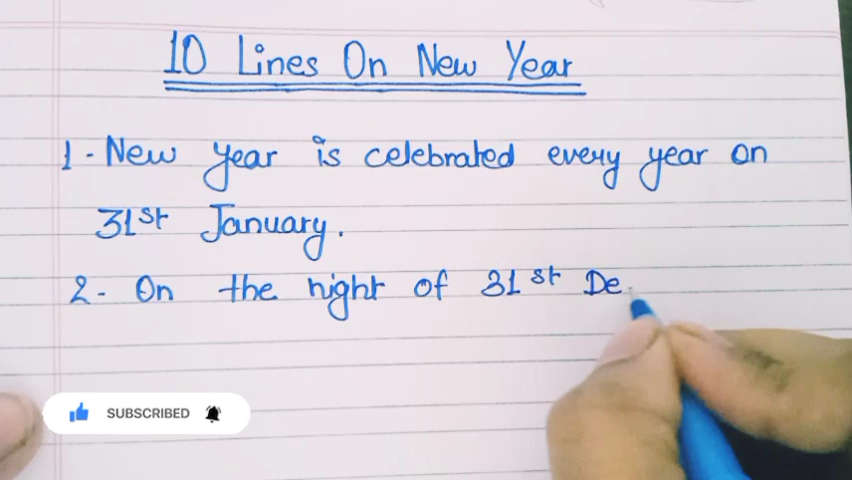 10 Lines On New Year
1 - New year is celebrated every year on
31st January.
2 - On the night of 31st De
SUBSCRIBED